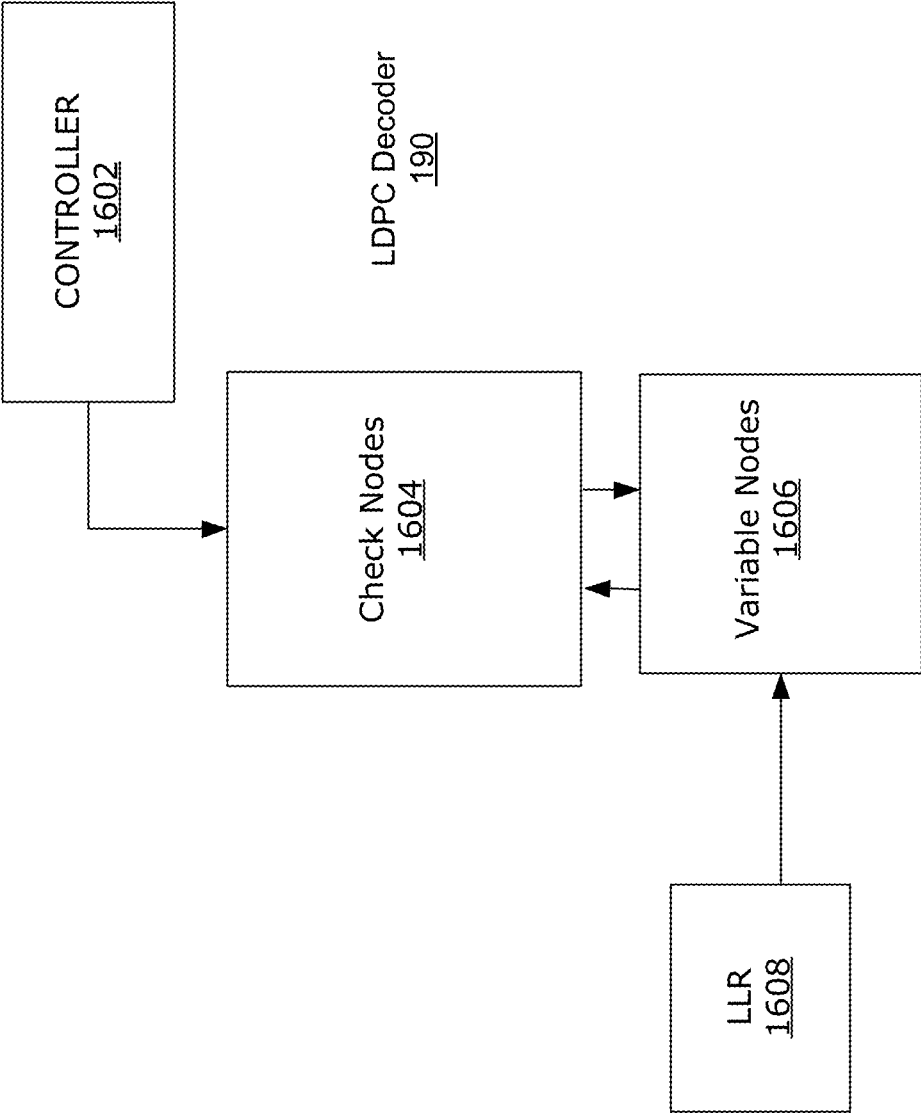 CONTROLLER
1602
LDPC Decoder
190
Check Nodes
1604
Variable Nodes
1606
LLR
1608